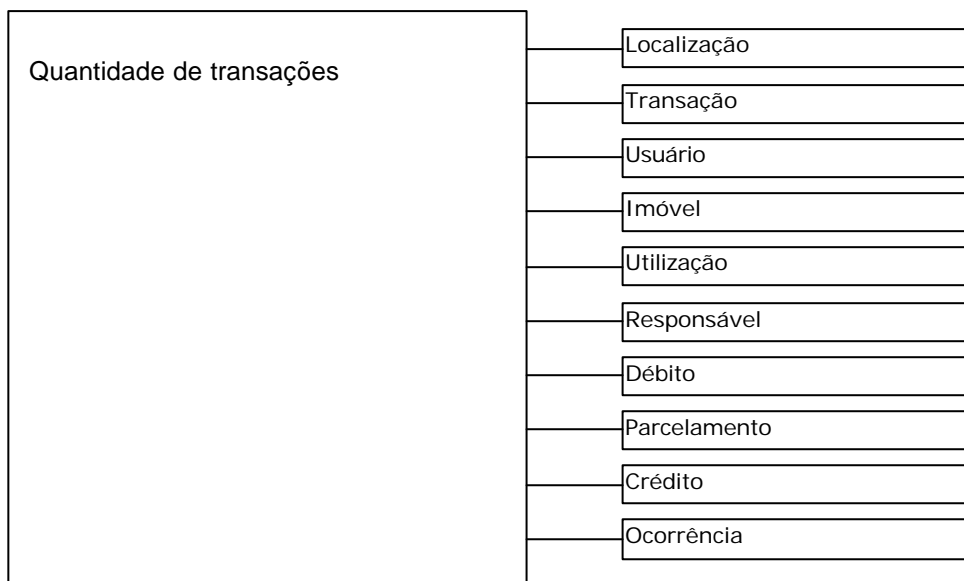 Quantidade de transações
Localização
Transação
Usuário
Imóvel
Utilização
Responsável
Débito
Parcelamento
Crédito
Ocorrência